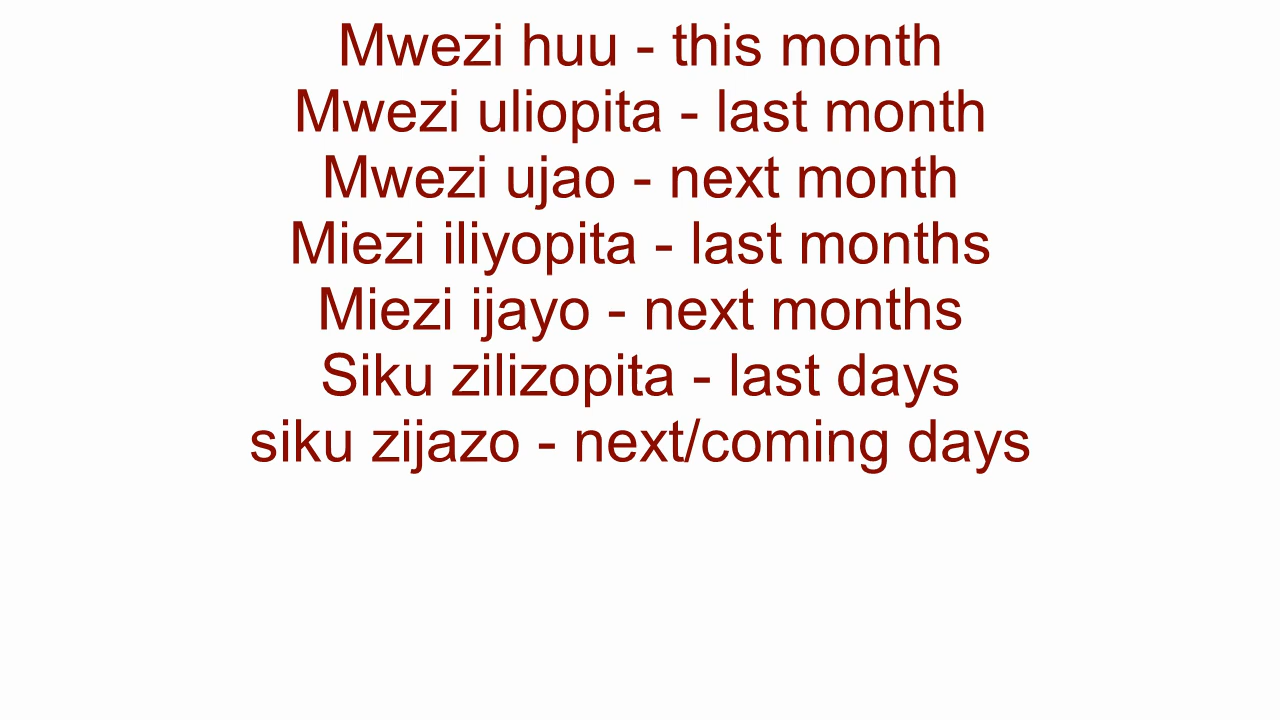 Mwezi huu - this month
Mwezi uliopita - last month
Mwezi ujao - next month
Miezi iliyopita - last months
Miezi ijayo - next months
Siku zilizopita - last days
siku zijazo - next/coming days